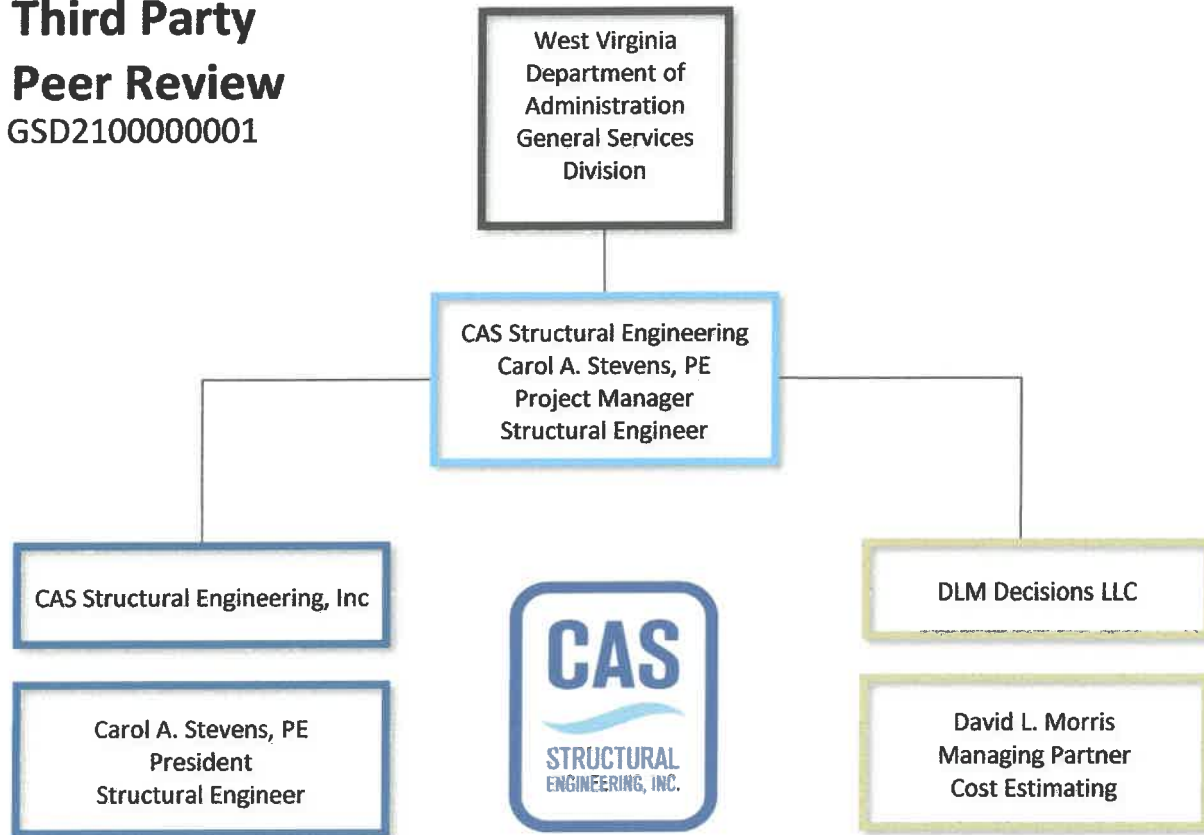 Third Party
Peer Review
GSD2100000001
West Virginia
Department of
Administration
General Services
Division
CAS Structural Engineering
Carol A. Stevens, PE
Project Manager
Structural Engineer
CAS Structural Engineering, Inc
DLM Decisions LLC
Carol A. Stevens, PE
President
Structural Engineer
CAS
STRUCTURAL
ENGINEERING, INC.
David L. Morris
Managing Partner
Cost Estimating